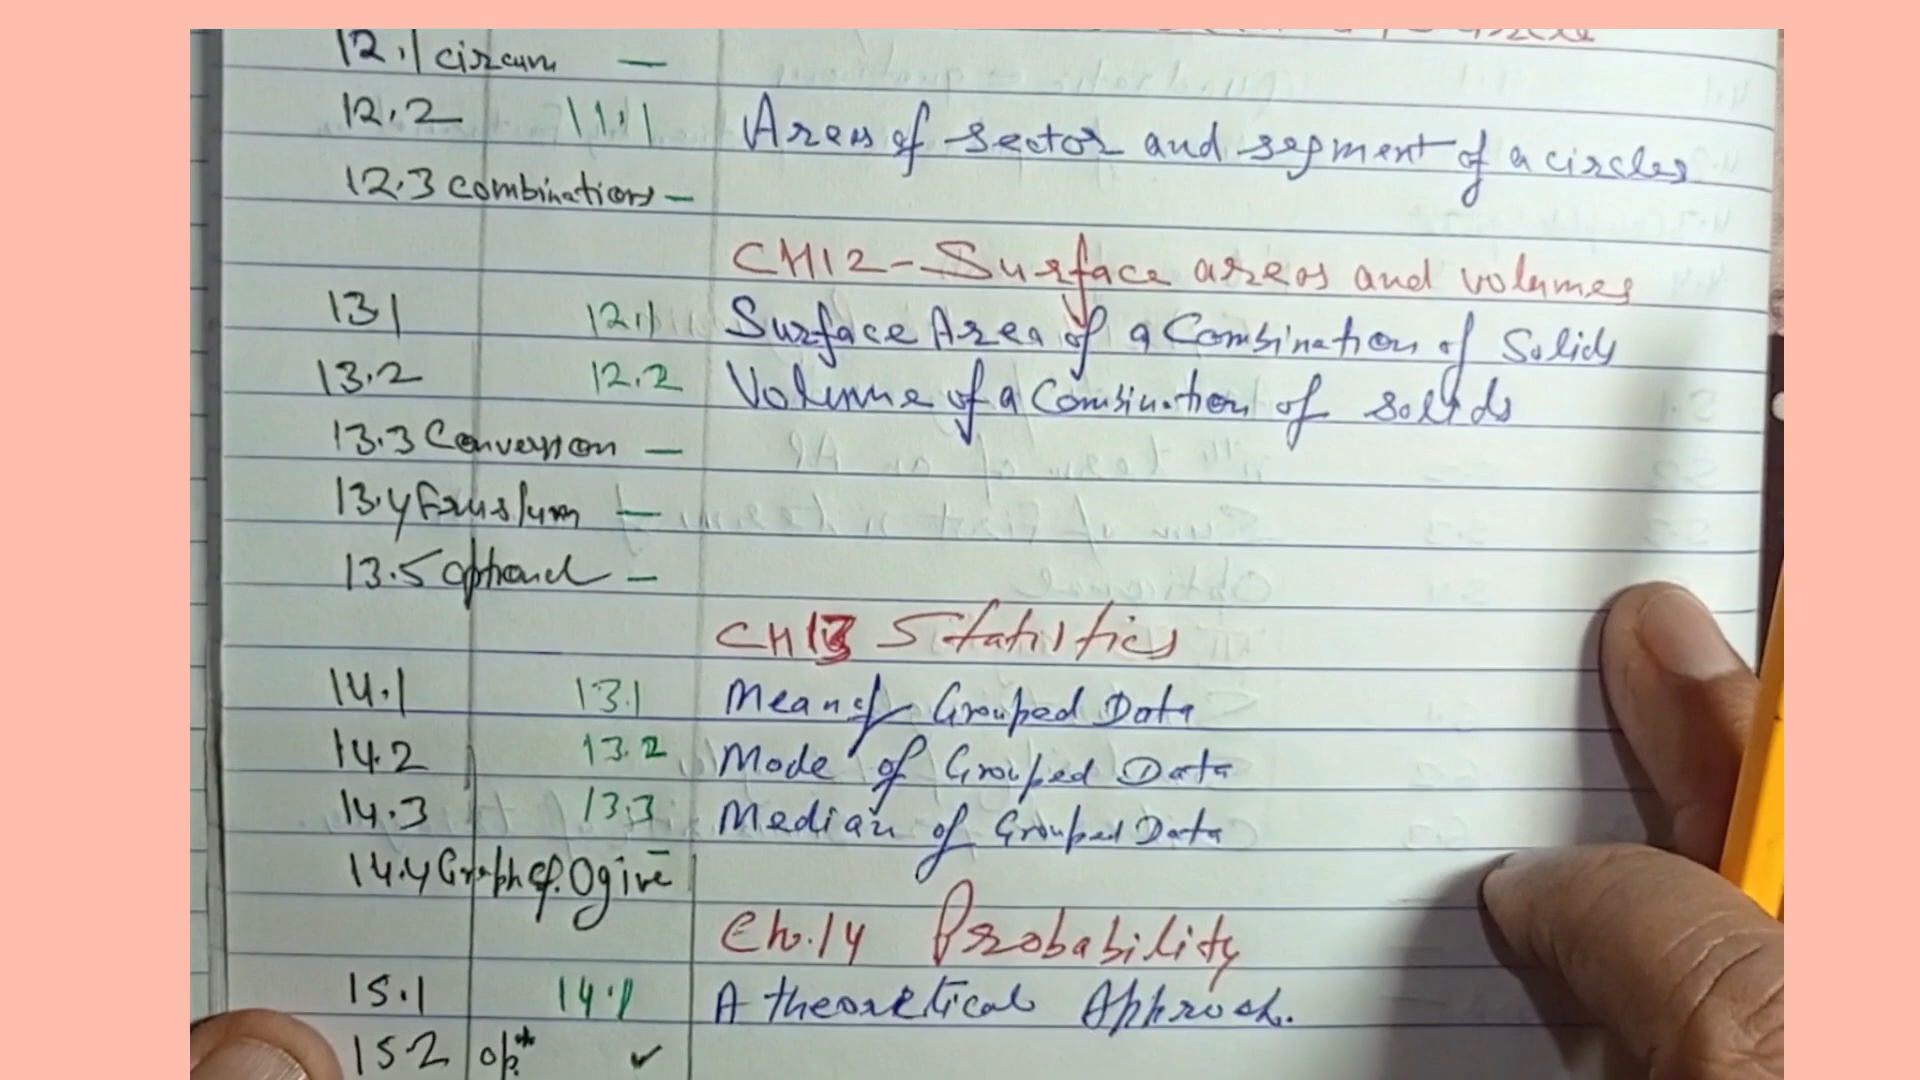 12.1 circum —
12.2 11.1 Areas of sector and segment of a circles
12.3 combinations —
CH12 - Surface areas and volumes
13.1 12.1 Surface Area of a Combination of Solids
13.2 12.2 Volume of a Combination of solids
13.3 Conversion —
13.4 Frustum —
13.5 optional —
CH13 Statistics
14.1 13.1 Mean of Grouped Data
14.2 13.2 Mode of Grouped Data
14.3 13.3 Median of Grouped Data
14.4 Graph of Ogive —
Ch.14 Probability
15.1 14.1 A theoretical Approch.
15.2 op* ✓